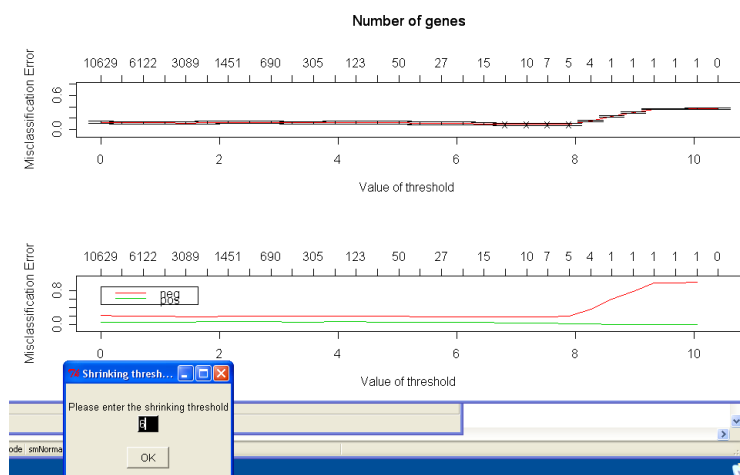 Number of genes
10629 6122 3089 1451 690 305 123 50 27 15 10 7 5 4 1 1 1 1 0
Misclassification Error
0.0 0.6
0 2 4 6 8 10
Value of threshold
10629 6122 3089 1451 690 305 123 50 27 15 10 7 5 4 1 1 1 1 0
Misclassification Error
0.0 0.8
neg
pos
0 2 4 6 8 10
Value of threshold
Shrinking thresh...
Please enter the shrinking threshold
6
OK
ode smNorma